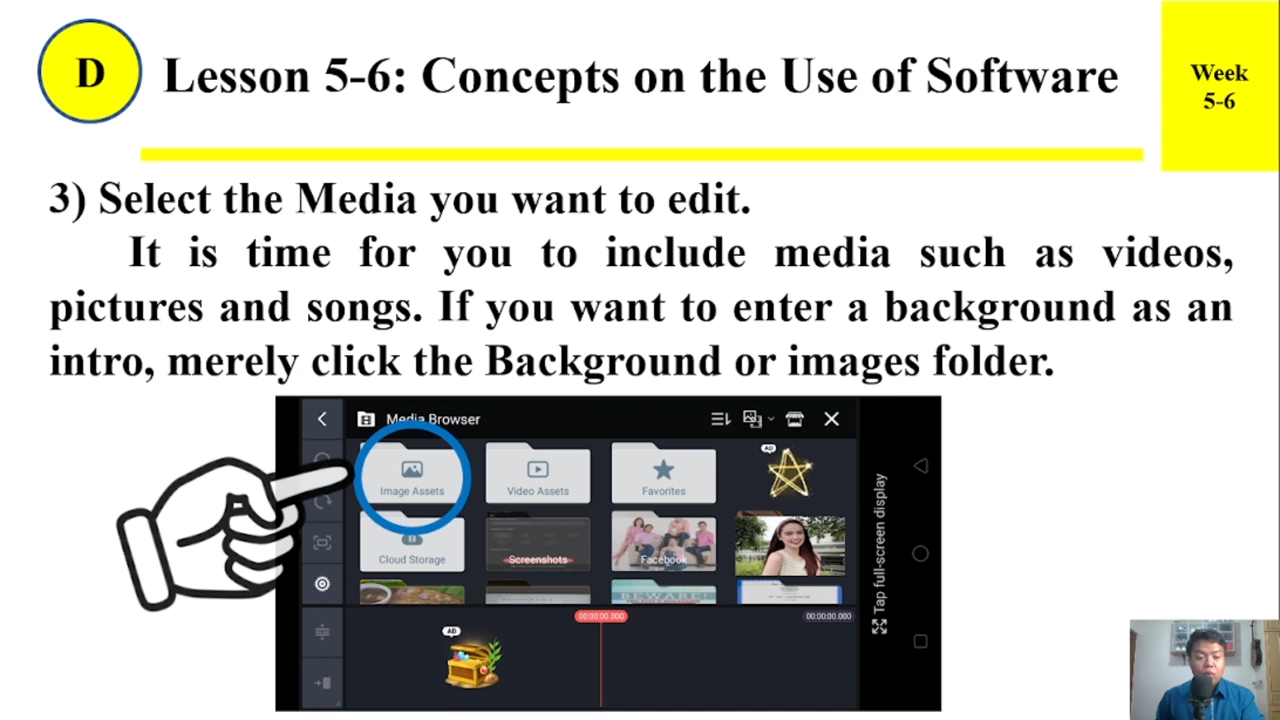 D
Lesson 5-6: Concepts on the Use of Software
Week
5-6
3) Select the Media you want to edit.
It is time for you to include media such as videos,
pictures and songs. If you want to enter a background as an
intro, merely click the Background or images folder.
Media Browser
AD
Image Assets
Video Assets
Favorites
Cloud Storage
Screenshots
Facebook
BEWARE!
Tap full-screen display
00:00:00.000
00:00:00.000
AD